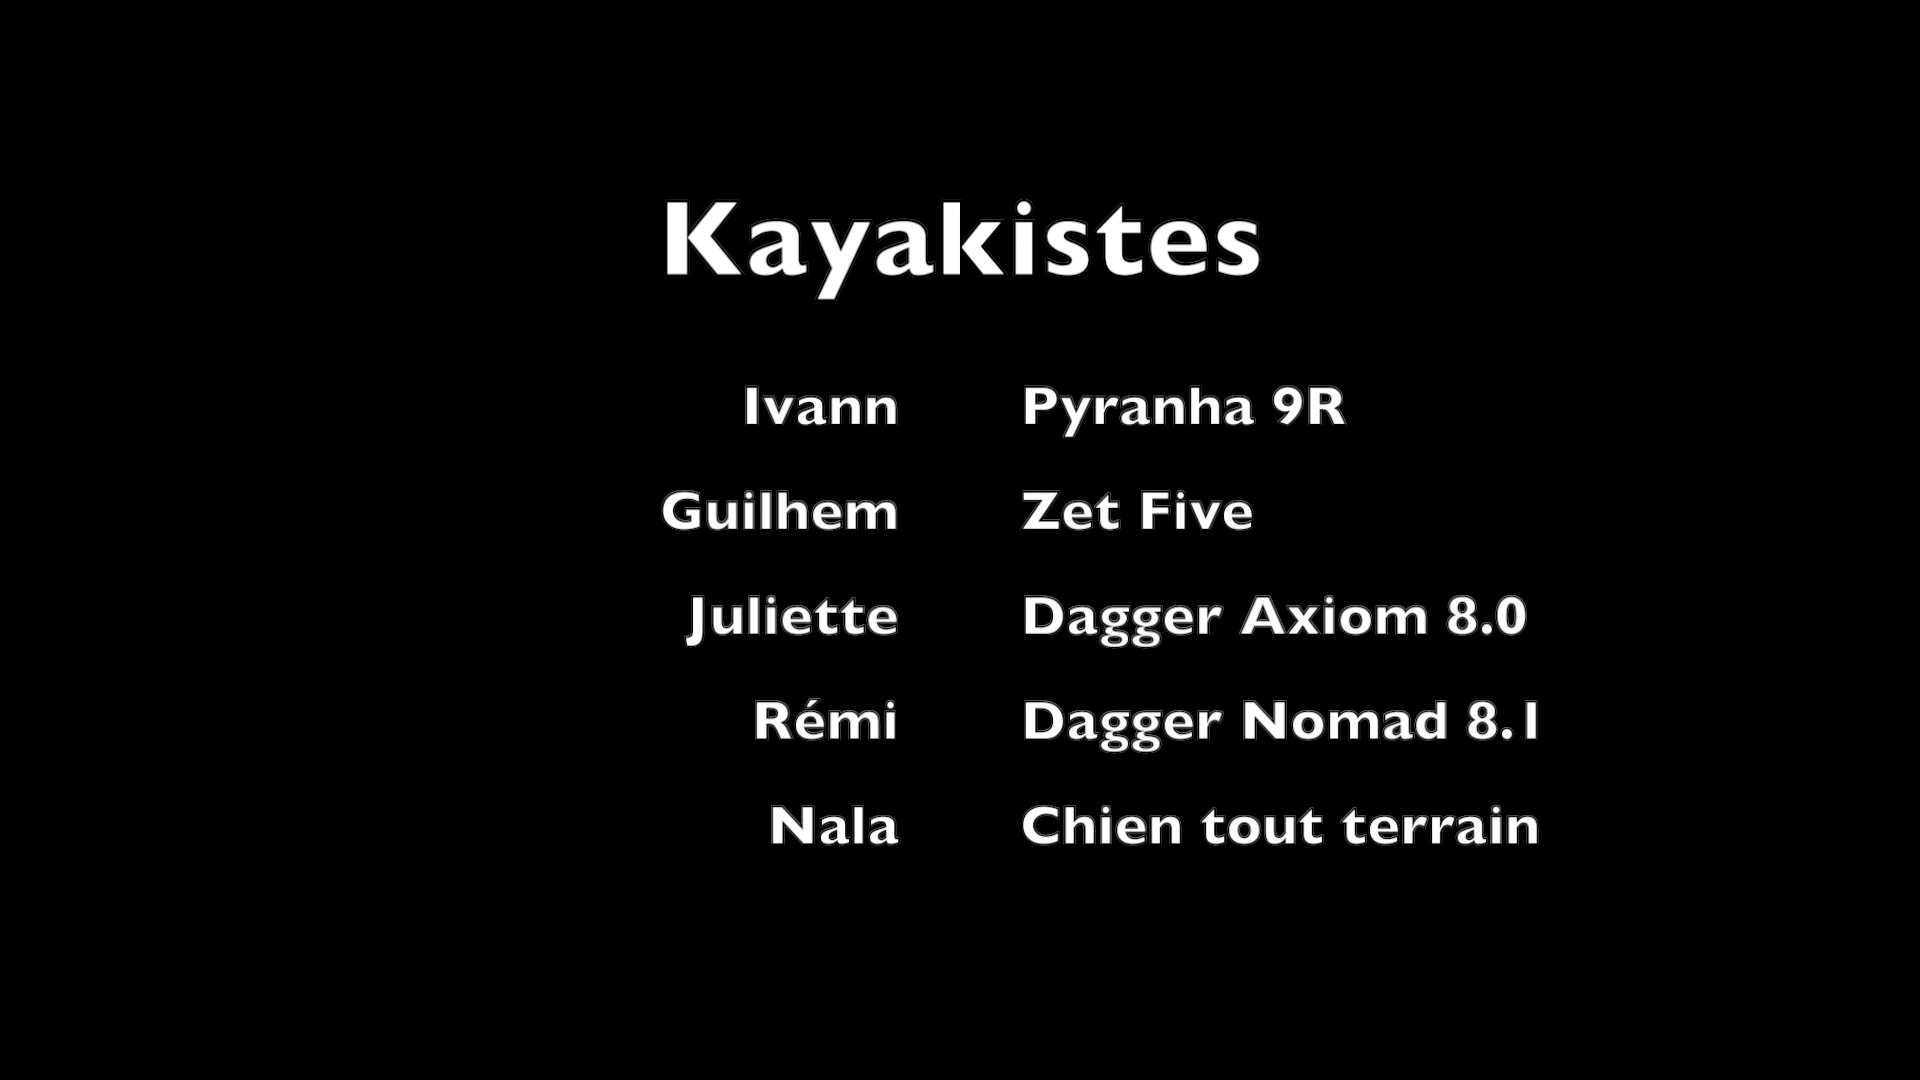 Kayakistes
Ivann Pyranha 9R
Guilhem Zet Five
Juliette Dagger Axiom 8.0
Rémi Dagger Nomad 8.1
Nala Chien tout terrain